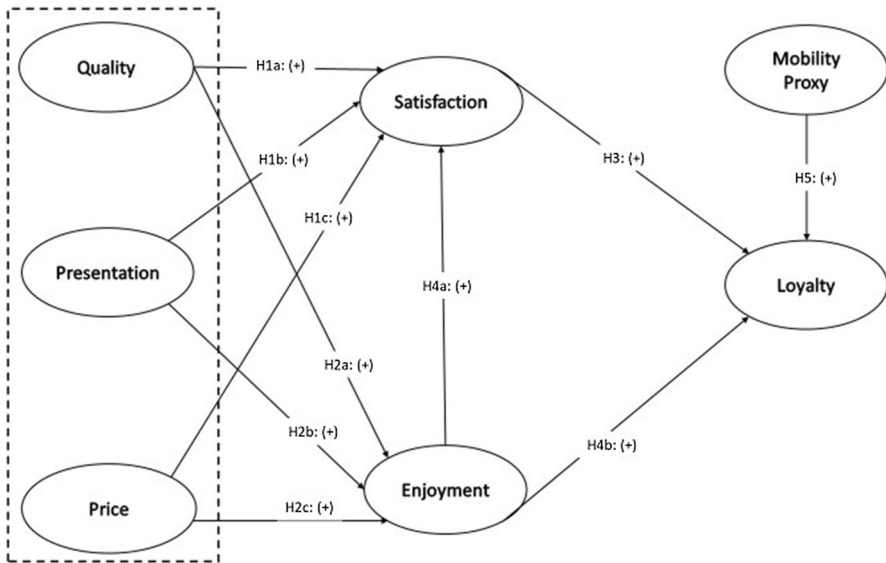 Quality
H1a: (+)
Satisfaction
Mobility
Proxy
H1b: (+)
H3: (+)
H5: (+)
H1c: (+)
Presentation
H4a: (+)
Loyalty
H2a: (+)
H2b: (+)
H4b: (+)
Price
H2c: (+)
Enjoyment